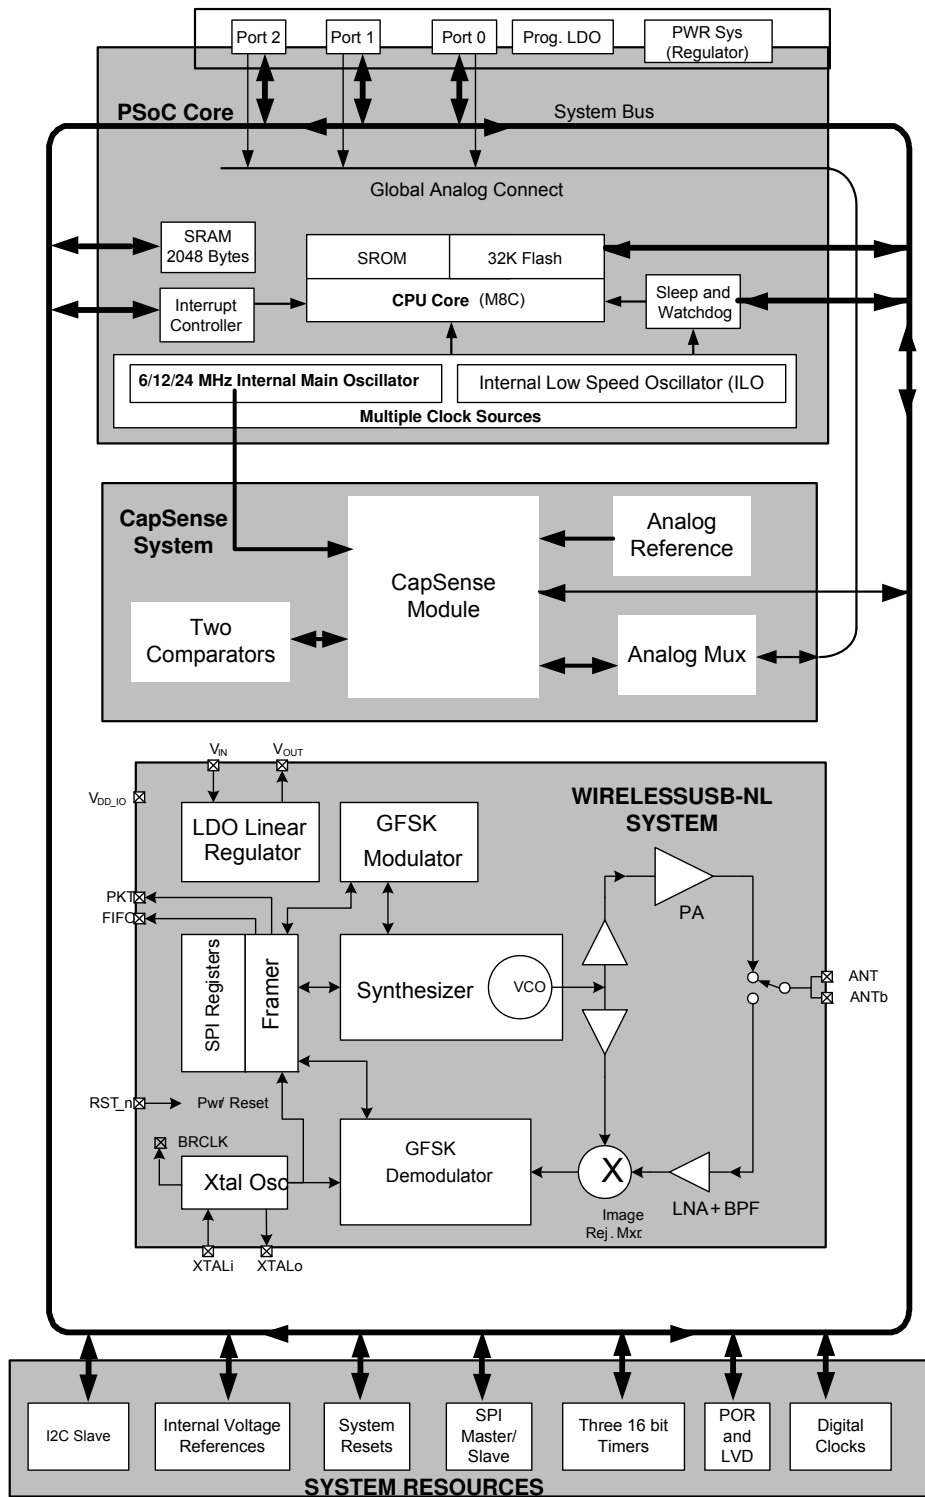 Port 2
Port 1
Port 0
Prog. LDO
PWR Sys
(Regulator)
PSoC Core
System Bus
Global Analog Connect
SRAM
2048 Bytes
SROM
32K Flash
CPU Core (M8C)
Interrupt
Controller
Sleep and
Watchdog
6/12/24 MHz Internal Main Oscillator
Internal Low Speed Oscillator (ILO
Multiple Clock Sources
CapSense
System
Analog
Reference
CapSense
Module
Two
Comparators
Analog Mux
VIN
VOUT
VDD_IO
WIRELESSUSB-NL
SYSTEM
LDO Linear
Regulator
GFSK
Modulator
PA
PKT
FIFO
SPI Registers
Framer
Synthesizer
VCO
ANT
ANTb
RST_n
Pwr/ Reset
BRCLK
Xtal Osc
GFSK
Demodulator
X
LNA + BPF
Image
Rej. Mxr.
XTALi
XTALo
I2C Slave
Internal Voltage
References
System
Resets
SPI
Master/
Slave
Three 16 bit
Timers
POR
and
LVD
Digital
Clocks
SYSTEM RESOURCES